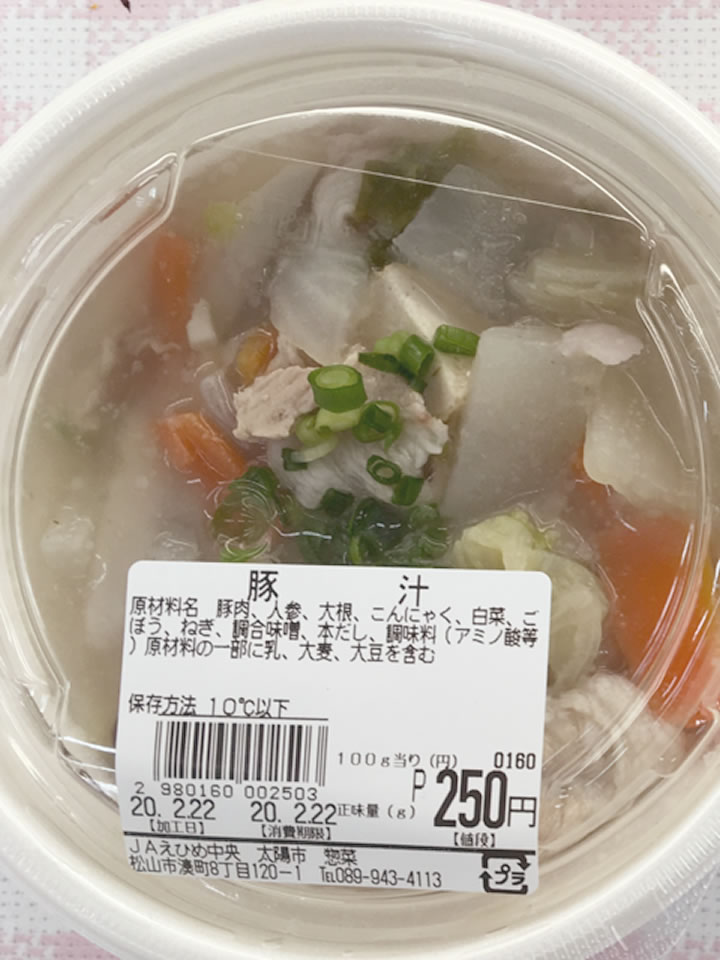 豚 汁
原材料名 豚肉、人参、大根、こんにゃく、白菜、ご
ぼう、ねぎ、調合味噌、本だし、調味料(アミノ酸等
)原材料の一部に乳、大麦、大豆を含む
保存方法 10℃以下
100g当り(円) 0160
2 980160 002503
P 250円
20. 2.22 20. 2.22 正味量(g)
【加工日】 【消費期限】 【値段】
JAえひめ中央 太陽市 惣菜
松山市湊町8丁目120-1 TEL089-943-4113
プラ